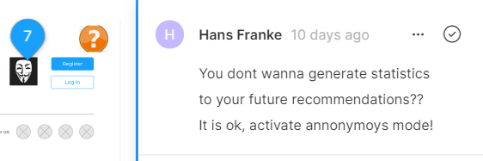 7
?
Register
Log In
H Hans Franke 10 days ago
You dont wanna generate statistics
to your future recommendations??
It is ok, activate annonymoys mode!